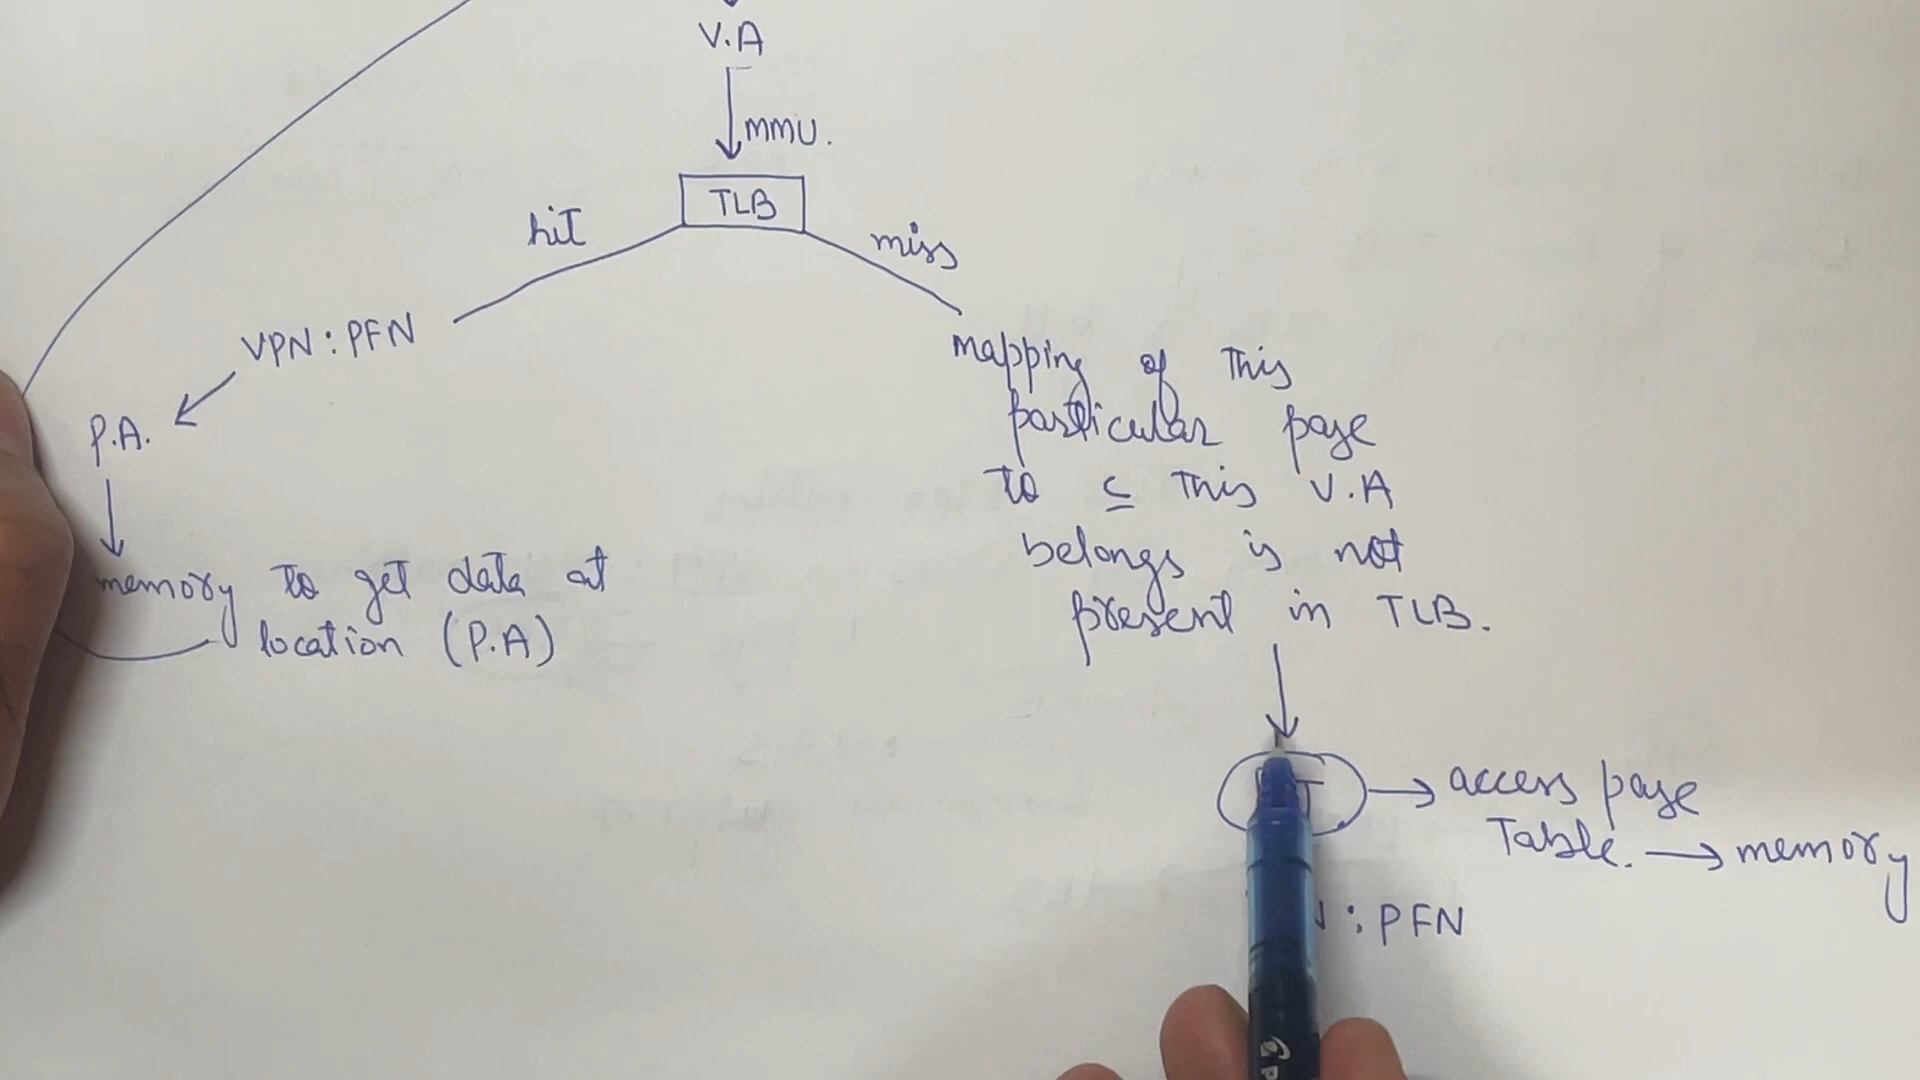 V.A
MMU.
TLB
hit
miss
VPN : PFN
P.A.
memory to get data at
location (P.A)
mapping of this
particular page
to c this V.A
belongs is not
present in TLB.
access page
Table. → memory
: PFN